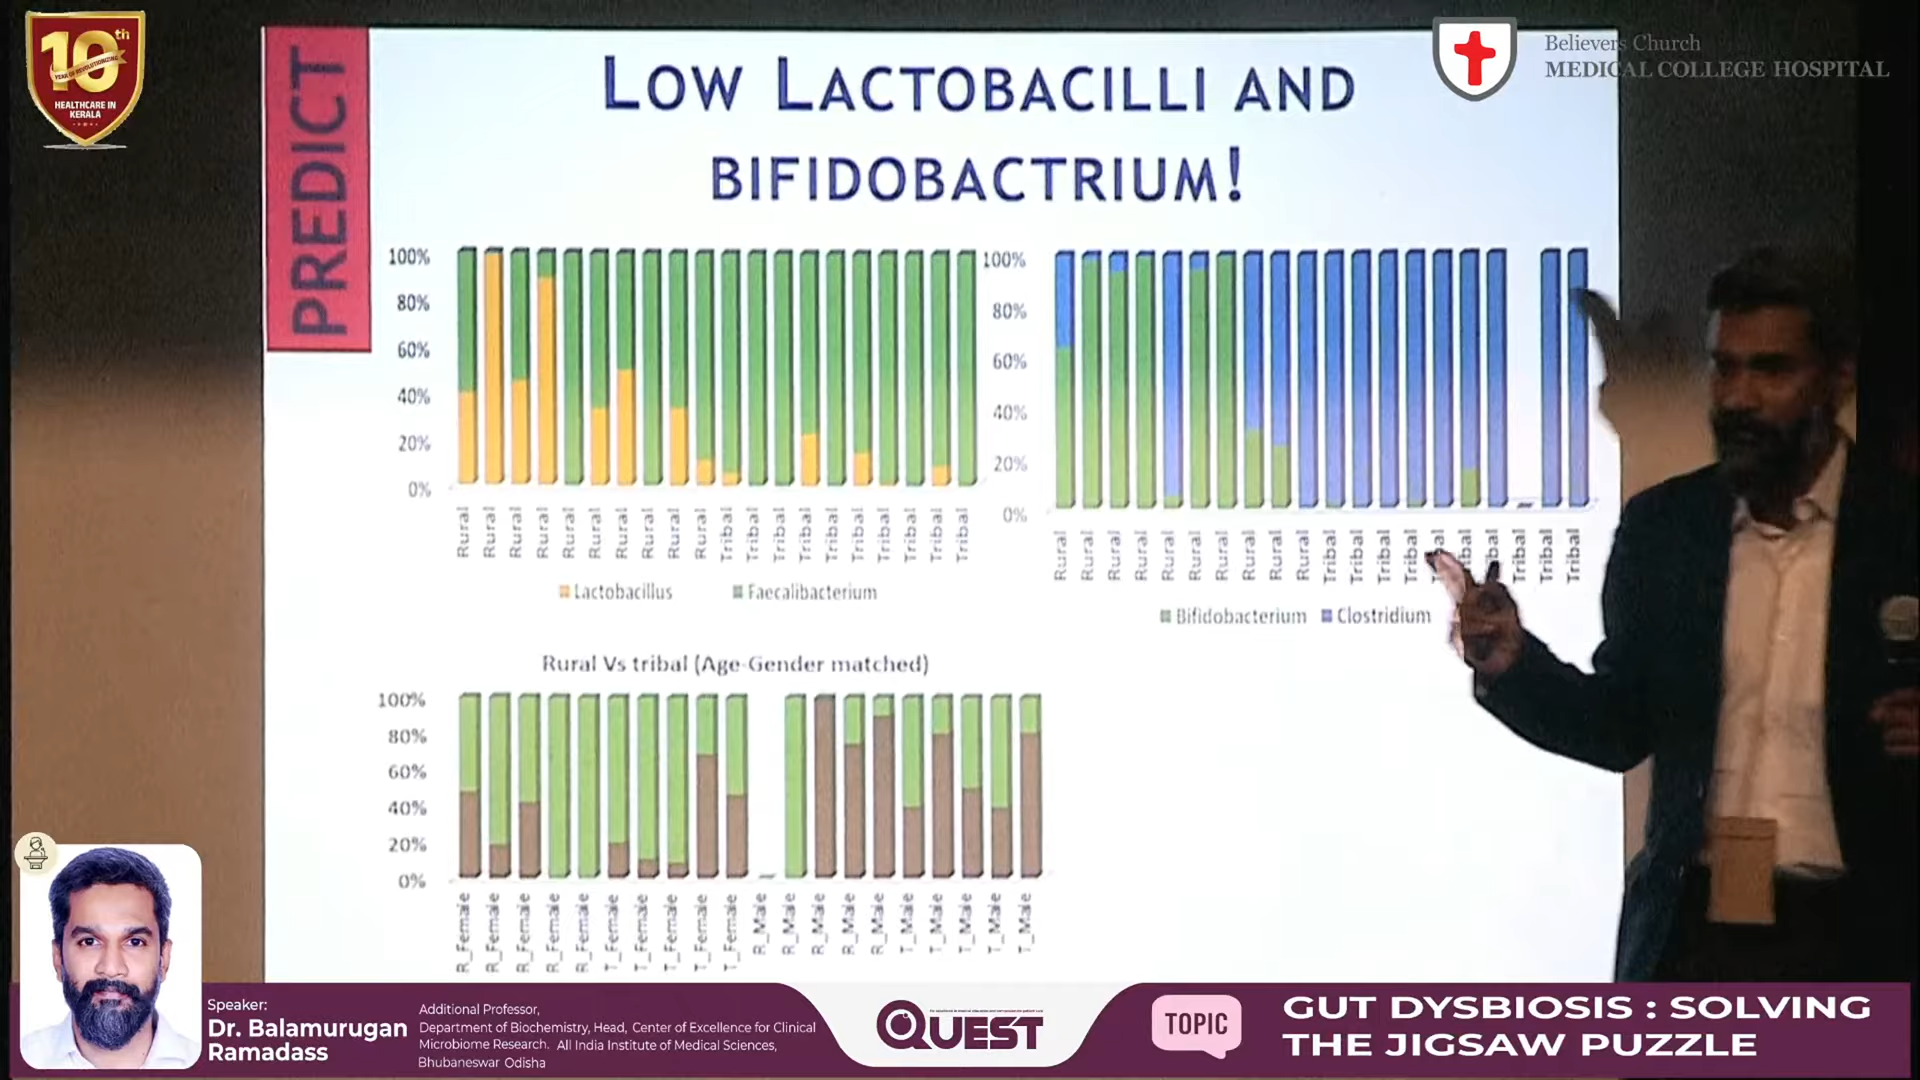 10th
YEAR OF REVOLUTIONIZING
HEALTHCARE IN
KERALA
Believers Church
MEDICAL COLLEGE HOSPITAL
PREDICT
LOW LACTOBACILLI AND
BIFIDOBACTRIUM!
100%
80%
60%
40%
20%
0%
Rural
Rural
Rural
Rural
Rural
Rural
Rural
Rural
Rural
Rural
Tribal
Tribal
Tribal
Tribal
Tribal
Tribal
Tribal
Tribal
Tribal
Tribal
Lactobacillus
Faecalibacterium
100%
80%
60%
40%
20%
0%
Rural
Rural
Rural
Rural
Rural
Rural
Rural
Rural
Rural
Rural
Tribal
Tribal
Tribal
Tribal
Tribal
Tribal
Tribal
Bifidobacterium
Clostridium
Rural Vs tribal (Age-Gender matched)
100%
80%
60%
40%
20%
0%
R_Female
R_Female
R_Female
R_Female
R_Female
T_Female
T_Female
T_Female
T_Female
T_Female
R_Male
R_Male
R_Male
R_Male
R_Male
T_Male
T_Male
T_Male
T_Male
T_Male
Speaker:
Dr. Balamurugan
Ramadass
Additional Professor,
Department of Biochemistry, Head, Center of Excellence for Clinical
Microbiome Research. All India Institute of Medical Sciences,
Bhubaneswar Odisha
QUEST
TOPIC
GUT DYSBIOSIS : SOLVING
THE JIGSAW PUZZLE